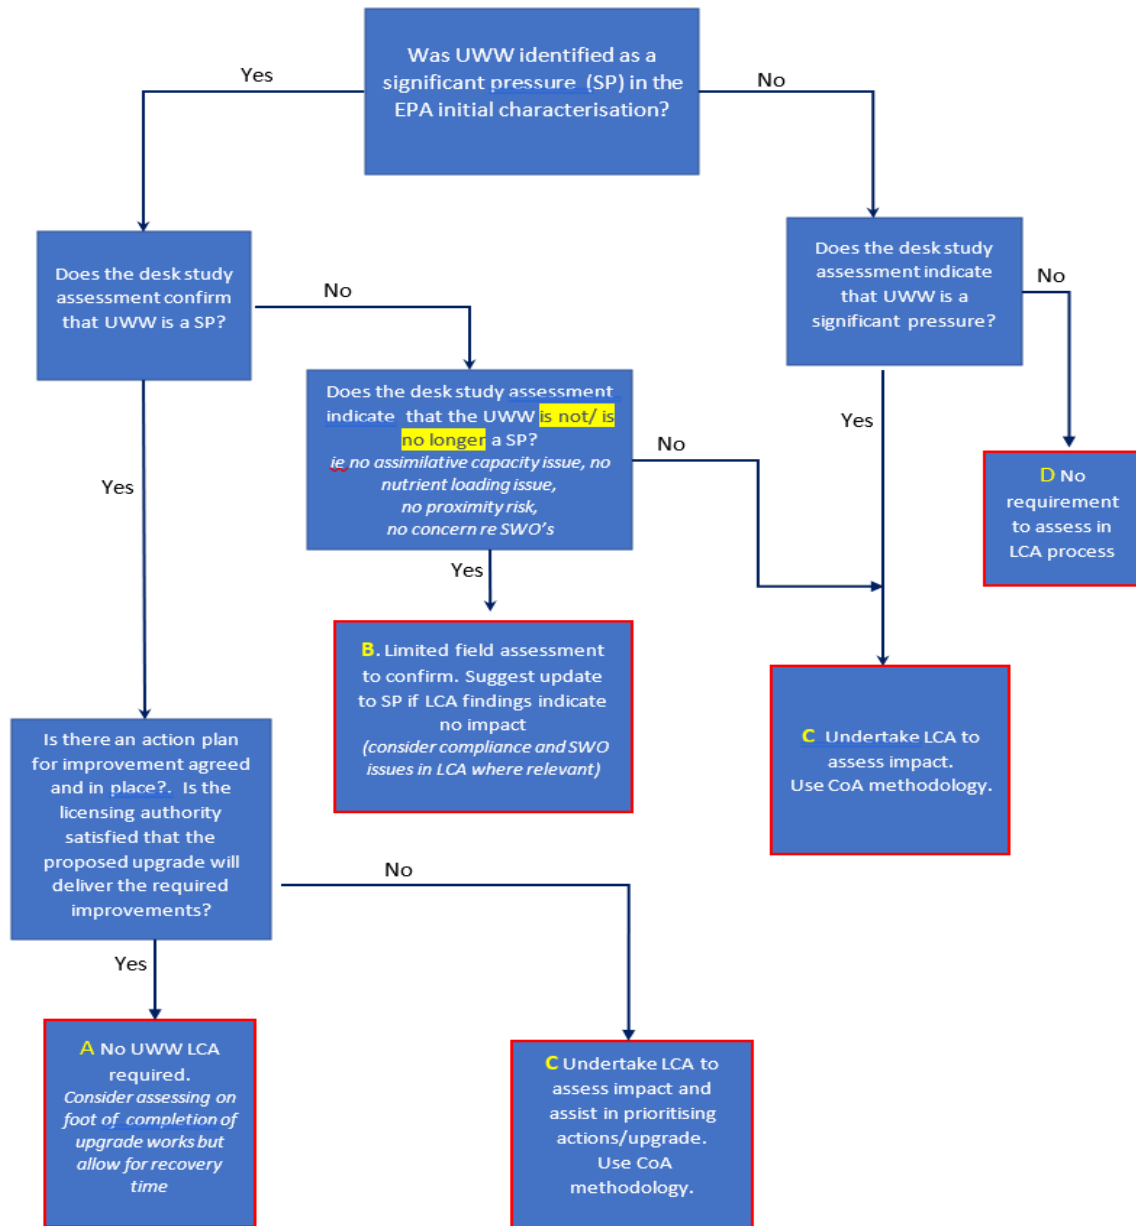 Was UWW identified as a
significant pressure (SP) in the
EPA initial characterisation?
Yes
No
Does the desk study
assessment confirm
that UWW is a SP?
No
Does the desk study
assessment indicate
that UWW is a
significant pressure?
No
Does the desk study assessment
indicate that the UWW is not/ is
no longer a SP?
ie no assimilative capacity issue, no
nutrient loading issue,
no proximity risk,
no concern re SWO's
No
Yes
D No
requirement
to assess in
LCA process
Yes
Yes
B. Limited field assessment
to confirm. Suggest update
to SP if LCA findings indicate
no impact
(consider compliance and SWO
issues in LCA where relevant)
C Undertake LCA to
assess impact.
Use CoA methodology.
Is there an action plan
for improvement agreed
and in place?. Is the
licensing authority
satisfied that the
proposed upgrade will
deliver the required
improvements?
No
Yes
A No UWW LCA
required.
Consider assessing on
foot of completion of
upgrade works but
allow for recovery
time
C Undertake LCA to
assess impact and
assist in prioritising
actions/upgrade.
Use CoA
methodology.